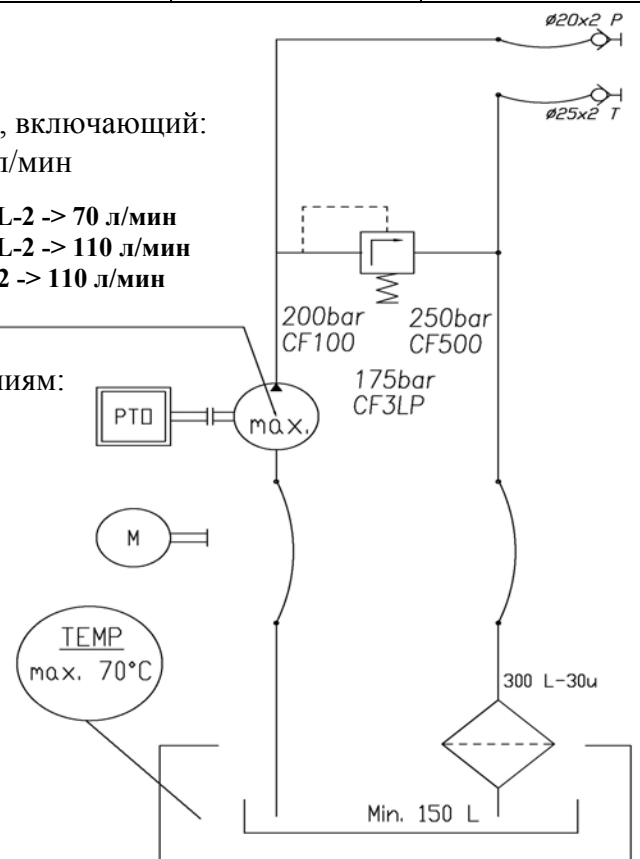 ø20x2 P
ø25x2 T
, включающий:
л/мин
L-2 -> 70 л/мин
L-2 -> 110 л/мин
2 -> 110 л/мин
200bar
CF100
250bar
CF500
175bar
CF3LP
ниям:
PTO
max.
M
TEMP
max. 70°C
300 L-30u
Min. 150 L